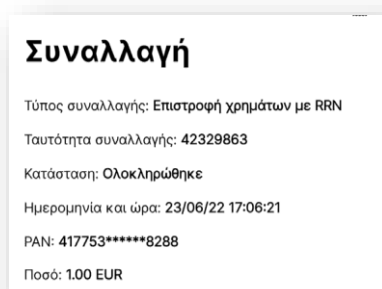 Συναλλαγή
Τύπος συναλλαγής: Επιστροφή χρημάτων με RRN
Ταυτότητα συναλλαγής: 42329863
Κατάσταση: Ολοκληρώθηκε
Ημερομηνία και ώρα: 23/06/22 17:06:21
PAN: 417753******8288
Ποσό: 1.00 EUR